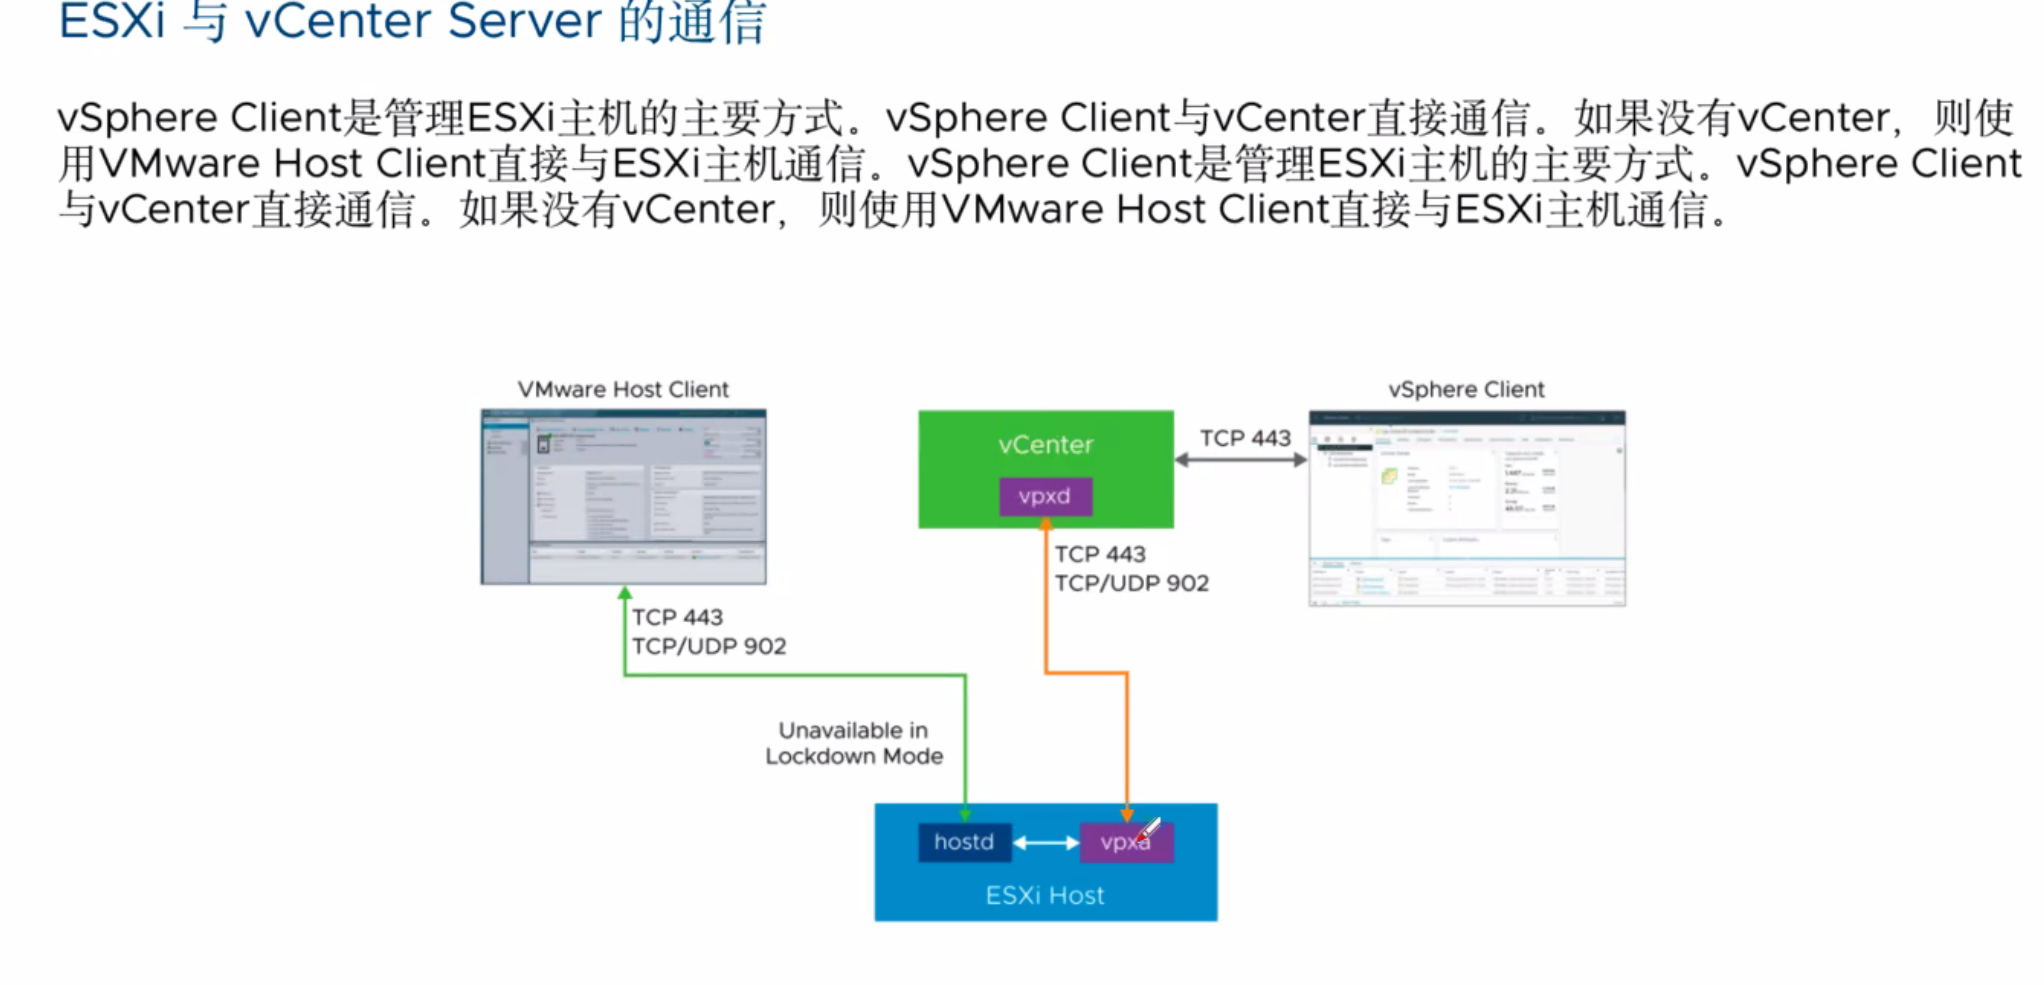 ESXi 与 vCenter Server 的通信
vSphere Client是管理ESXi主机的主要方式。vSphere Client与vCenter直接通信。如果没有vCenter，则使
用VMware Host Client直接与ESXi主机通信。vSphere Client是管理ESXi主机的主要方式。vSphere Client
与vCenter直接通信。如果没有vCenter，则使用VMware Host Client直接与ESXi主机通信。
VMware Host Client
vSphere Client
vCenter
TCP 443
vpxd
TCP 443
TCP/UDP 902
TCP 443
TCP/UDP 902
Unavailable in
Lockdown Mode
hostd
vpxa
ESXi Host